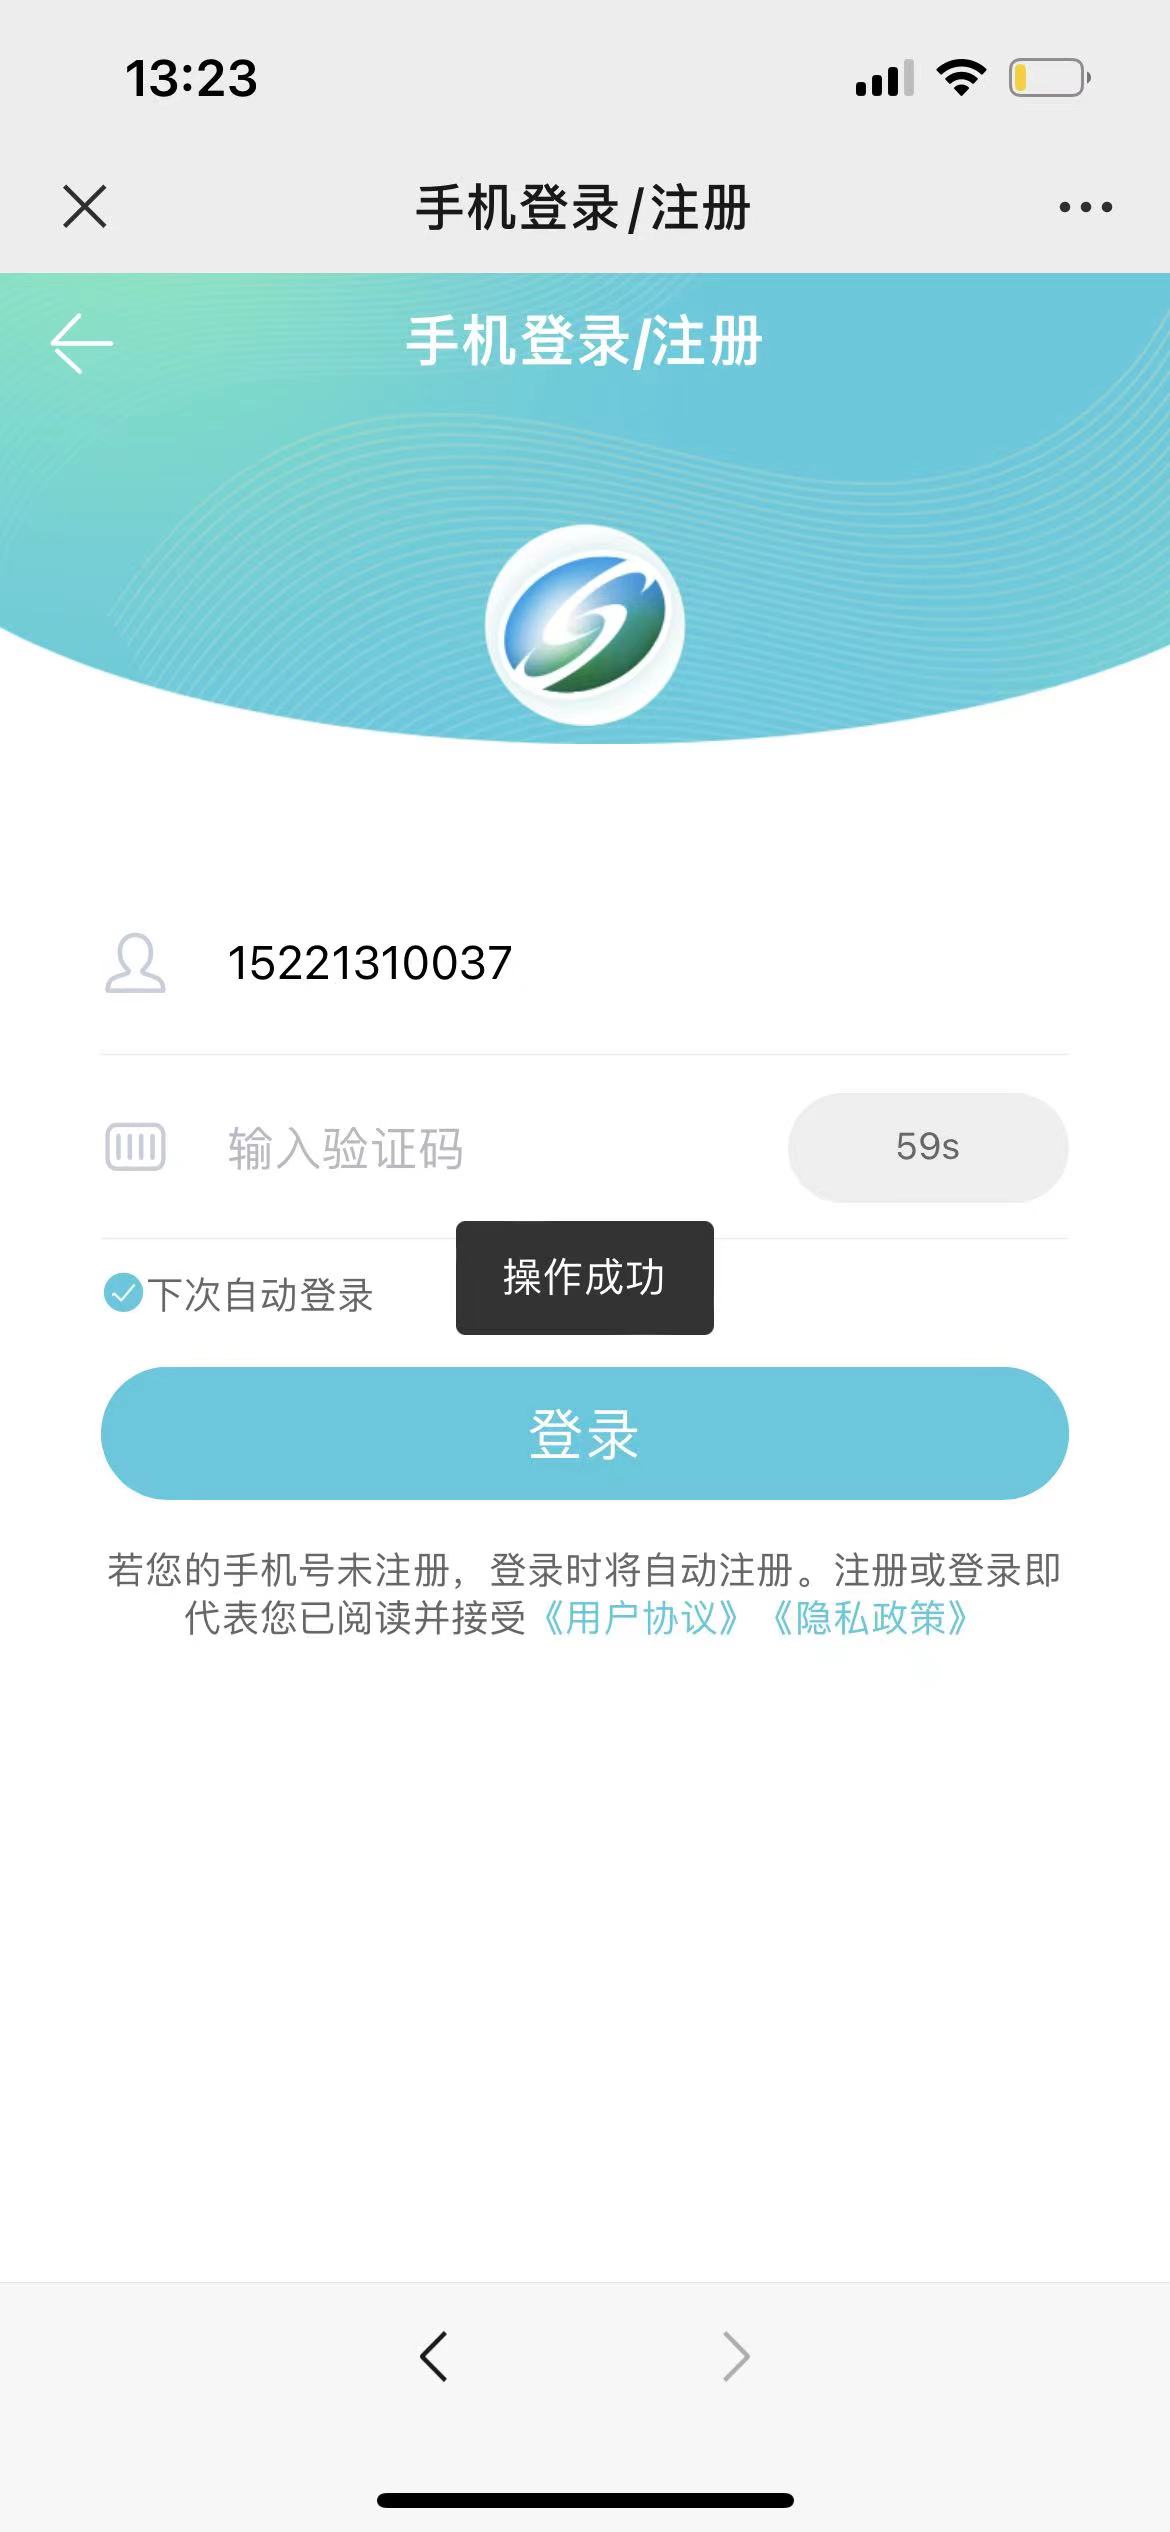 13:23
手机登录/注册
手机登录/注册
15221310037
输入验证码
59s
操作成功
下次自动登录
登录
若您的手机号未注册，登录时将自动注册。注册或登录即
代表您已阅读并接受《用户协议》《隐私政策》